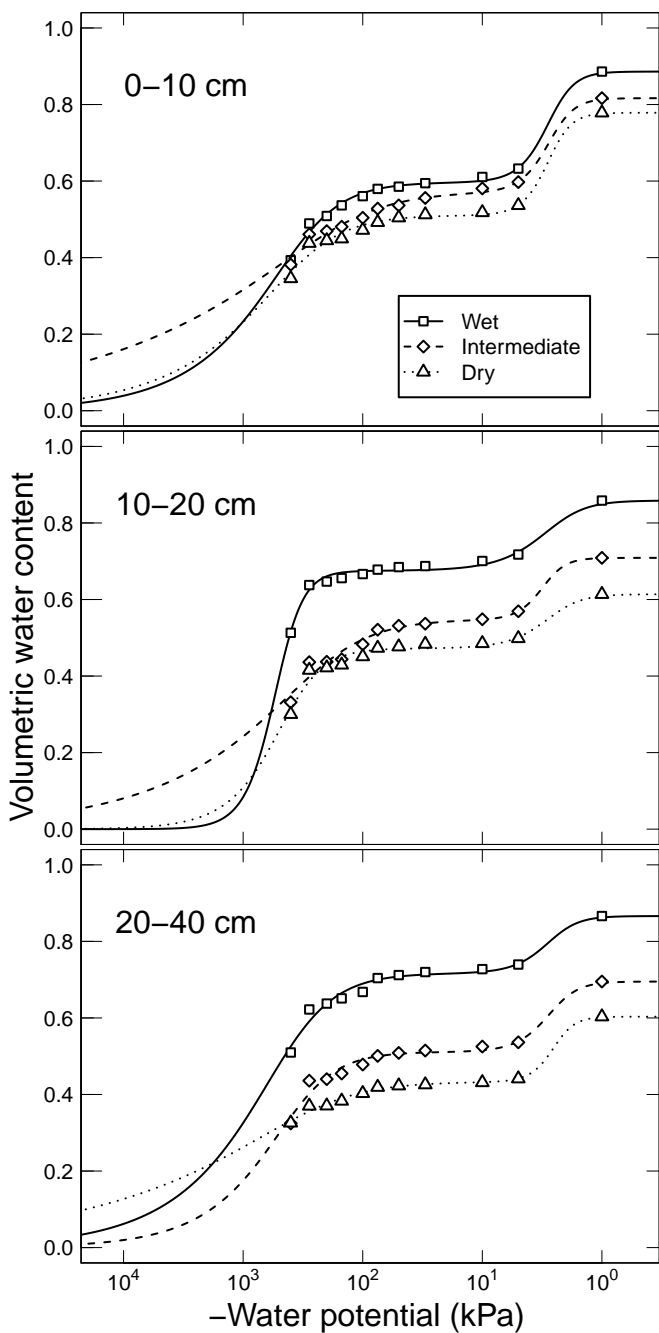 1.0
0.8
0.6
0.4
0.2
0.0
0–10 cm
Wet
Intermediate
Dry
1.0
0.8
0.6
0.4
0.2
0.0
10–20 cm
Volumetric water content
1.0
0.8
0.6
0.4
0.2
0.0
20–40 cm
10⁴ 10³ 10² 10¹ 10⁰
−Water potential (kPa)